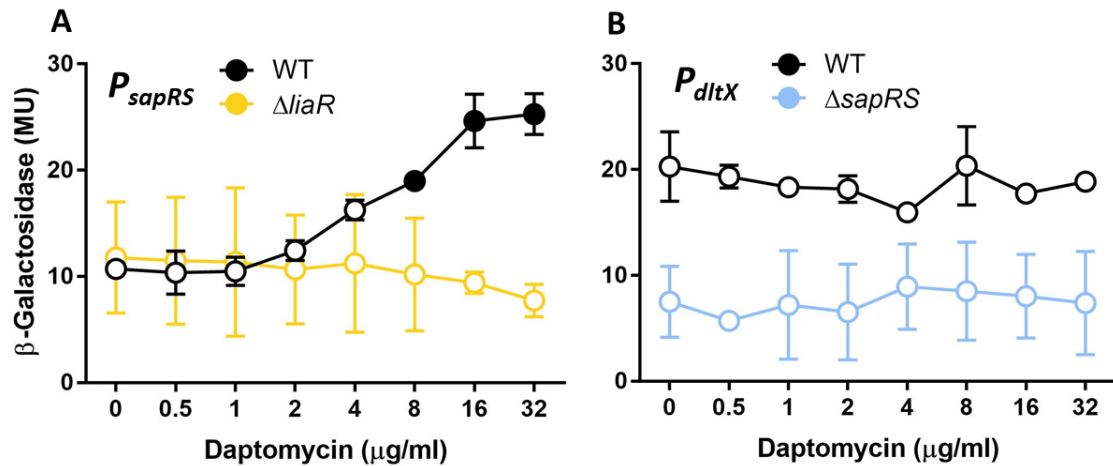 A
P_sapRS
WT
ΔliaR
β-Galactosidase (MU)
30
20
10
0
0 0.5 1 2 4 8 16 32
Daptomycin (μg/ml)
B
P_dltX
WT
ΔsapRS
30
20
10
0
0 0.5 1 2 4 8 16 32
Daptomycin (μg/ml)